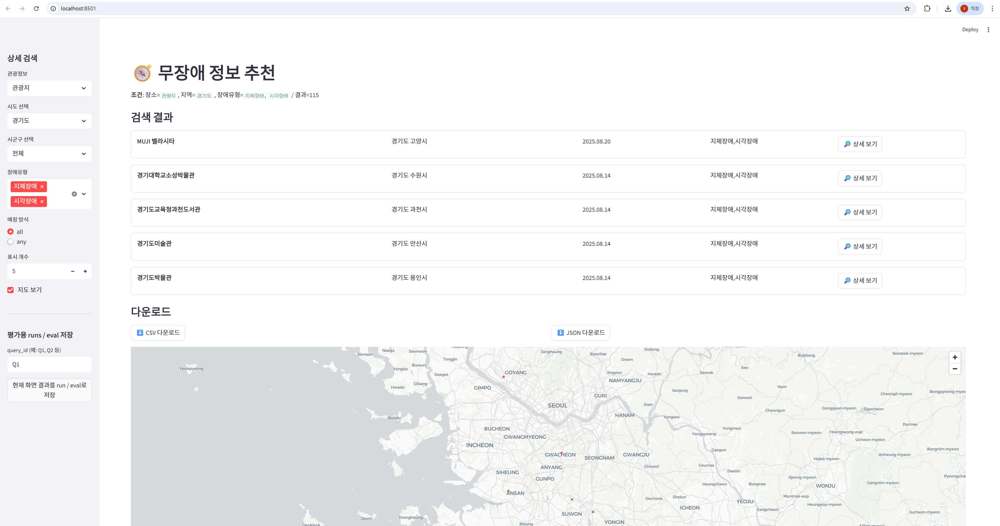 localhost:8501
Y 직장
Deploy
상세 검색
관광정보
관광지
시도 선택
경기도
시군구 선택
전체
장애유형
지체장애
시각장애
매칭 방식
all
any
표시 개수
5
지도 보기
평가용 runs / eval 저장
query_id (예: Q1, Q2 등)
Q1
현재 화면 결과를 run / eval로
저장
무장애 정보 추천
조건: 장소= 관광지 , 지역= 경기도 , 장애유형= 지체장애, 시각장애 / 결과=115
검색 결과
MUJI 벨라시타 경기도 고양시 2025.08.20 지체장애,시각장애 상세 보기
경기대학교소성박물관 경기도 수원시 2025.08.14 지체장애,시각장애 상세 보기
경기도교육청과천도서관 경기도 과천시 2025.08.14 지체장애,시각장애 상세 보기
경기도미술관 경기도 안산시 2025.08.14 지체장애,시각장애 상세 보기
경기도박물관 경기도 용인시 2025.08.14 지체장애,시각장애 상세 보기
다운로드
CSV 다운로드 JSON 다운로드
Sudong
Naega
Seonwon
Jangheung
Samsan
Byeollae
Seoseok-myeon
Bukbang
Tongjin
Onam
Bureun
Seo
Yeonpyeong
Yangdo
GOYANG
Jingeon
Seorak
Daegot
Hwado
NAMYANGJU
Gilsang
Hwado
GIMPO
Nam
Seojong
Bongpyeong-myeo
Cheongil-myeon
GURI
Danwol
SEOUL
Joan
Gonggeun-myeon
Gapcheon
Cheongun
HANAM
Yangseo
Bukdo
Dunnae
BUCHEON
Yongmun
Seowon-myeon
Hoengseong-eup
Yangpyeong
GWANGMYEONG
Ucheon-myeon
INCHEON
Gaegun
Bangnim-myeon
GWACHEON
SEONGNAM
GWANGJU
Anheung-myeon
Hojeo-myeon
Geumsa
Chowol
ANYANG
Daesin
SIHEUNG
Pyeongcha
Jijeong-myeon
GUNPO
Gangnim-myeon
Heungcheon
Bungnae
WONJU
ANSAN
Munmak-eup
Sindun
Docheok
YEOJU
Sihwa Lake
Heungeop-myeon
ICHEON
Gangcheon
Jucheon-myeon
SUWON
Jawol
Yeongheung
YONGIN
Bibong
Deokjeok